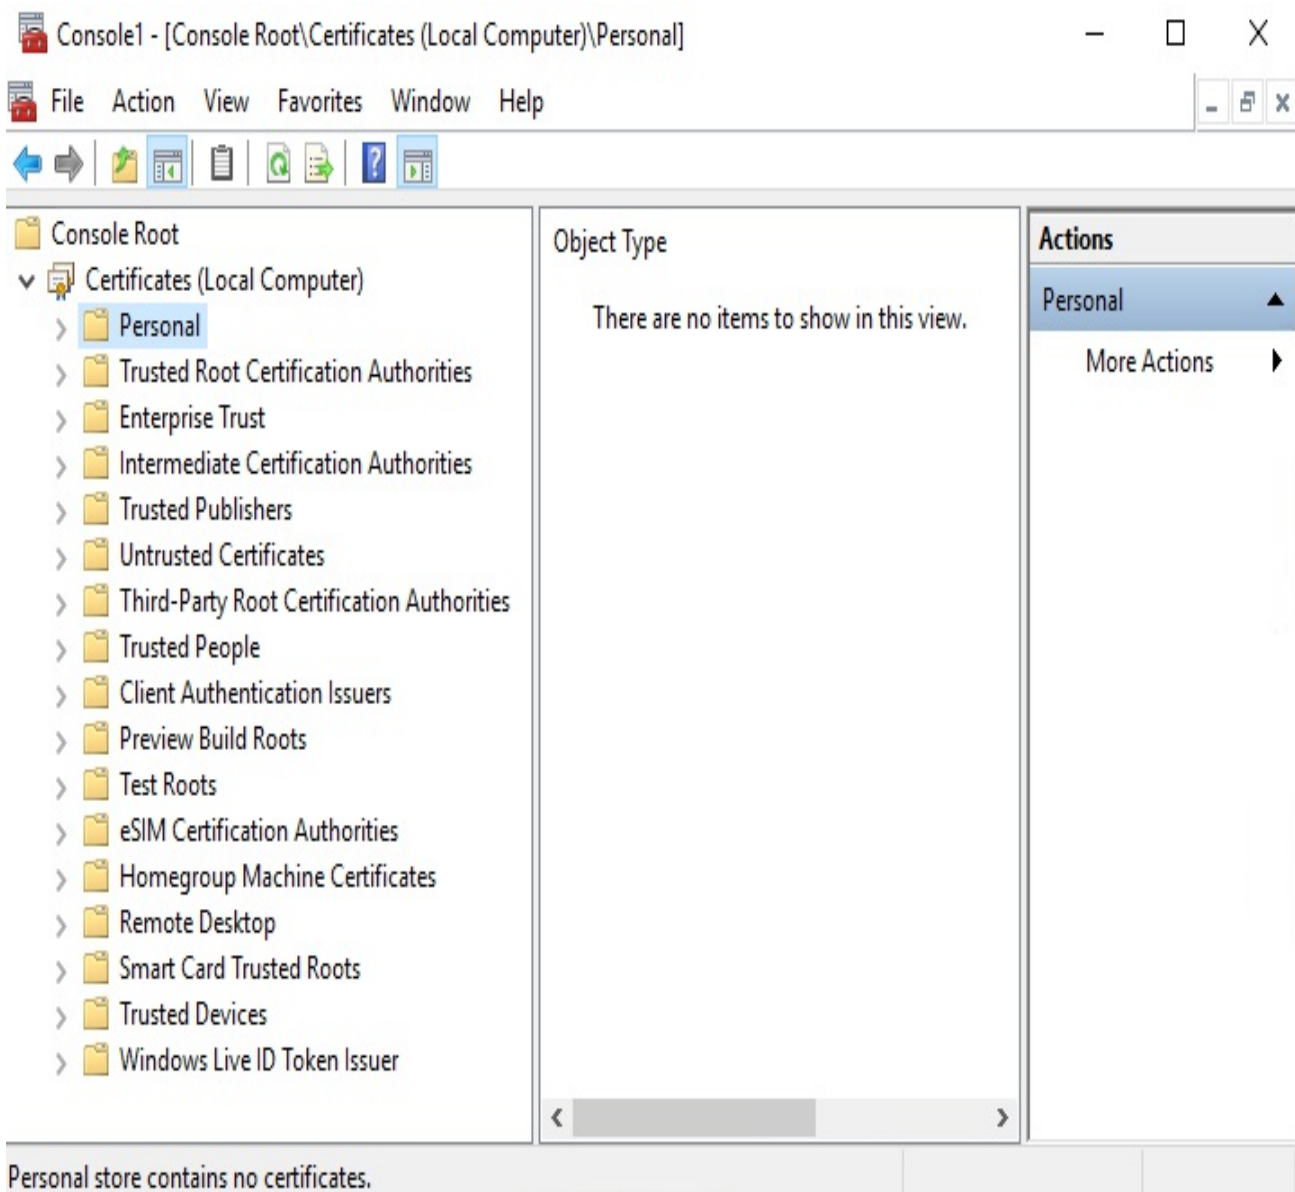 Console1 - [Console Root\Certificates (Local Computer)\Personal]
File Action View Favorites Window Help
Console Root
Certificates (Local Computer)
Personal
Trusted Root Certification Authorities
Enterprise Trust
Intermediate Certification Authorities
Trusted Publishers
Untrusted Certificates
Third-Party Root Certification Authorities
Trusted People
Client Authentication Issuers
Preview Build Roots
Test Roots
eSIM Certification Authorities
Homegroup Machine Certificates
Remote Desktop
Smart Card Trusted Roots
Trusted Devices
Windows Live ID Token Issuer
Object Type
There are no items to show in this view.
Actions
Personal
More Actions
Personal store contains no certificates.